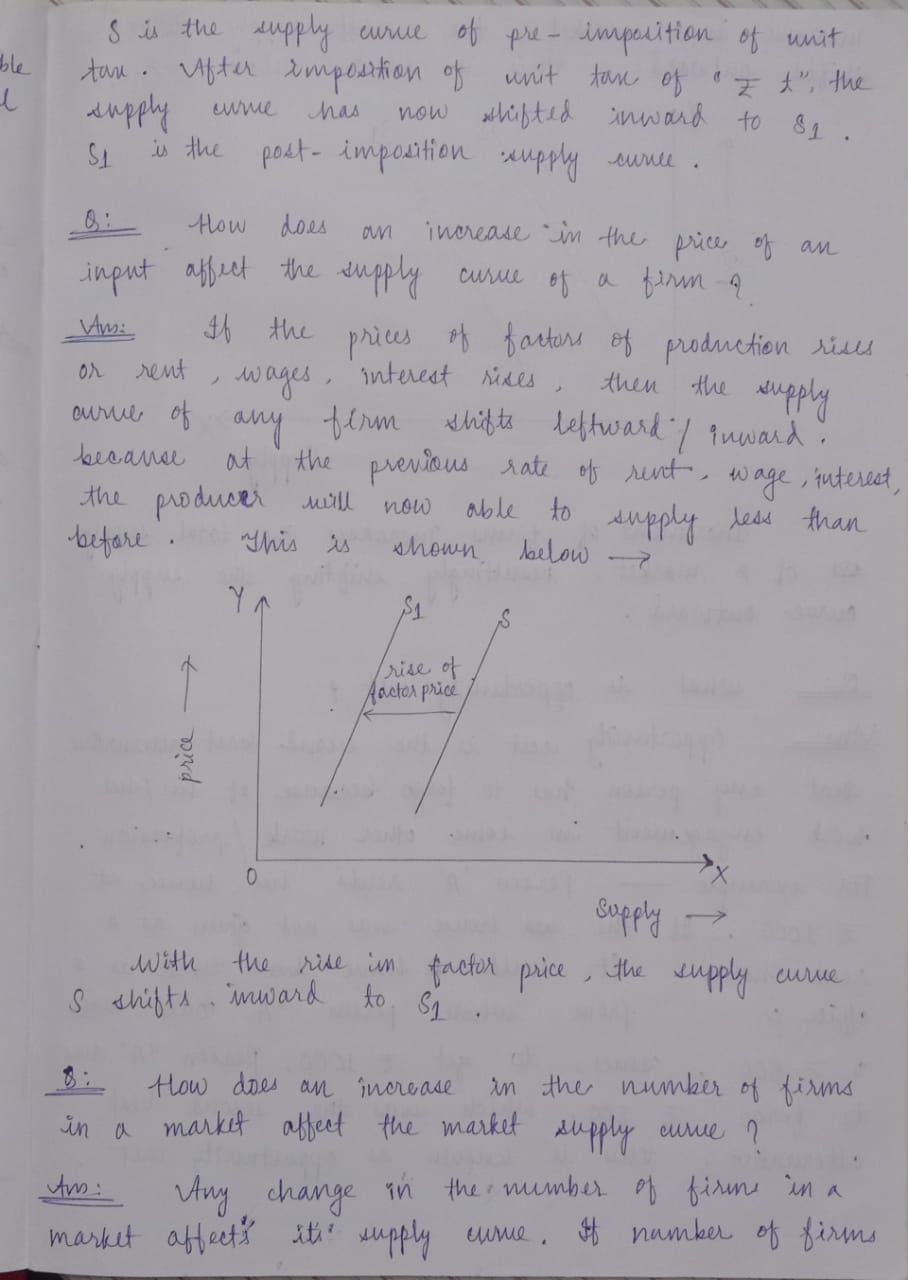 ble
l
S is the supply curve of pre-imposition of unit
tax. After imposition of unit tax of "₹ t", the
supply curve has now shifted inward to S1.
S1 is the post-imposition supply curve.
Q: How does an increase in the price of an
input affect the supply curve of a firm?
Ans: If the prices of factors of production rises
or rent, wages, interest rises, then the supply
curve of any firm shifts leftward / inward.
because at the previous rate of rent, wage, interest,
the producer will now able to supply less than
before. This is shown below →
Y S1 S
rise of
factor price
price →
O X
Supply →
With the rise in factor price, the supply curve
S shifts inward to S1.
Q: How does an increase in the number of firms
in a market affect the market supply curve?
Ans: Any change in the number of firms in a
market affects its supply curve. If number of firms